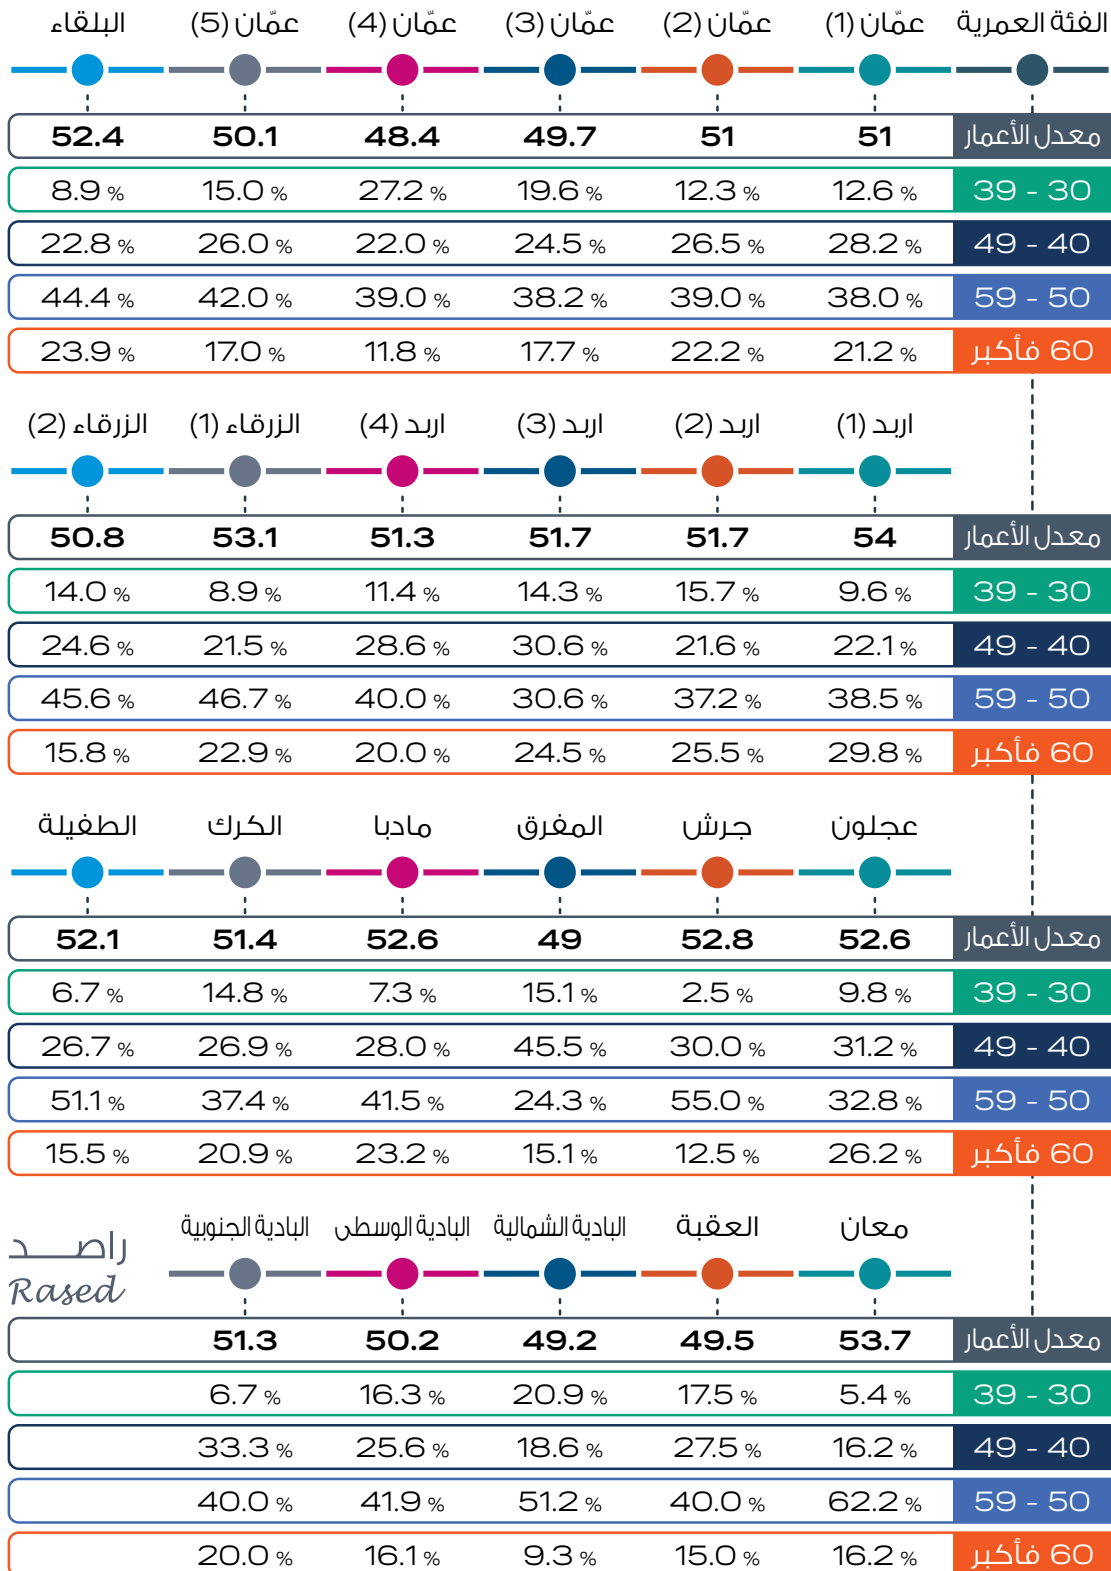 الفئة العمرية عمّان (1) عمّان (2) عمّان (3) عمّان (4) عمّان (5) البلقاء
معدل الأعمار 51 51 49.7 48.4 50.1 52.4
39 - 30 12.6 % 12.3 % 19.6 % 27.2 % 15.0 % 8.9 %
49 - 40 28.2 % 26.5 % 24.5 % 22.0 % 26.0 % 22.8 %
59 - 50 38.0 % 39.0 % 38.2 % 39.0 % 42.0 % 44.4 %
60 فأكبر 21.2 % 22.2 % 17.7 % 11.8 % 17.0 % 23.9 %
اربد (1) اربد (2) اربد (3) اربد (4) الزرقاء (1) الزرقاء (2)
معدل الأعمار 54 51.7 51.7 51.3 53.1 50.8
39 - 30 9.6 % 15.7 % 14.3 % 11.4 % 8.9 % 14.0 %
49 - 40 22.1 % 21.6 % 30.6 % 28.6 % 21.5 % 24.6 %
59 - 50 38.5 % 37.2 % 30.6 % 40.0 % 46.7 % 45.6 %
60 فأكبر 29.8 % 25.5 % 24.5 % 20.0 % 22.9 % 15.8 %
عجلون جرش المفرق مادبا الكرك الطفيلة
معدل الأعمار 52.6 52.8 49 52.6 51.4 52.1
39 - 30 9.8 % 2.5 % 15.1 % 7.3 % 14.8 % 6.7 %
49 - 40 31.2 % 30.0 % 45.5 % 28.0 % 26.9 % 26.7 %
59 - 50 32.8 % 55.0 % 24.3 % 41.5 % 37.4 % 51.1 %
60 فأكبر 26.2 % 12.5 % 15.1 % 23.2 % 20.9 % 15.5 %
معان العقبة البادية الشمالية البادية الوسطى البادية الجنوبية
راصد
Rased
معدل الأعمار 53.7 49.5 49.2 50.2 51.3
39 - 30 5.4 % 17.5 % 20.9 % 16.3 % 6.7 %
49 - 40 16.2 % 27.5 % 18.6 % 25.6 % 33.3 %
59 - 50 62.2 % 40.0 % 51.2 % 41.9 % 40.0 %
60 فأكبر 16.2 % 15.0 % 9.3 % 16.1 % 20.0 %